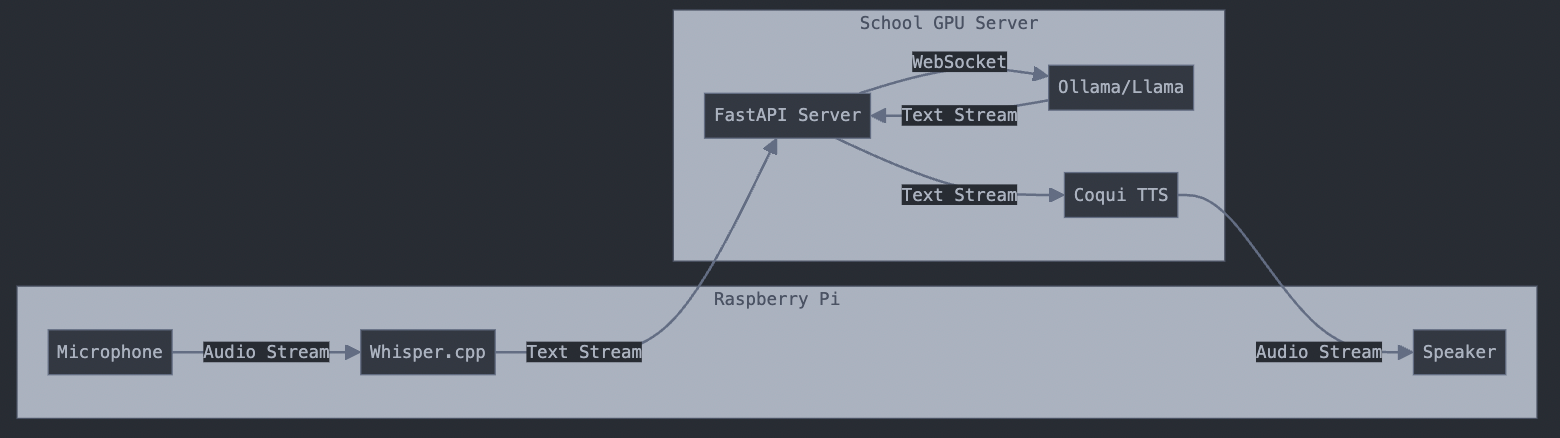 School GPU Server
WebSocket
Ollama/Llama
FastAPI Server
Text Stream
Text Stream
Coqui TTS
Raspberry Pi
Microphone
Audio Stream
Whisper.cpp
Text Stream
Audio Stream
Speaker